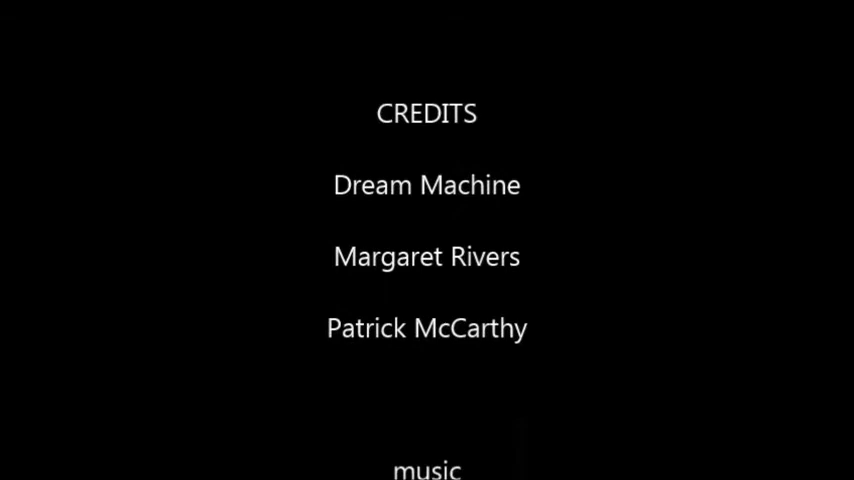 CREDITS
Dream Machine
Margaret Rivers
Patrick McCarthy
music